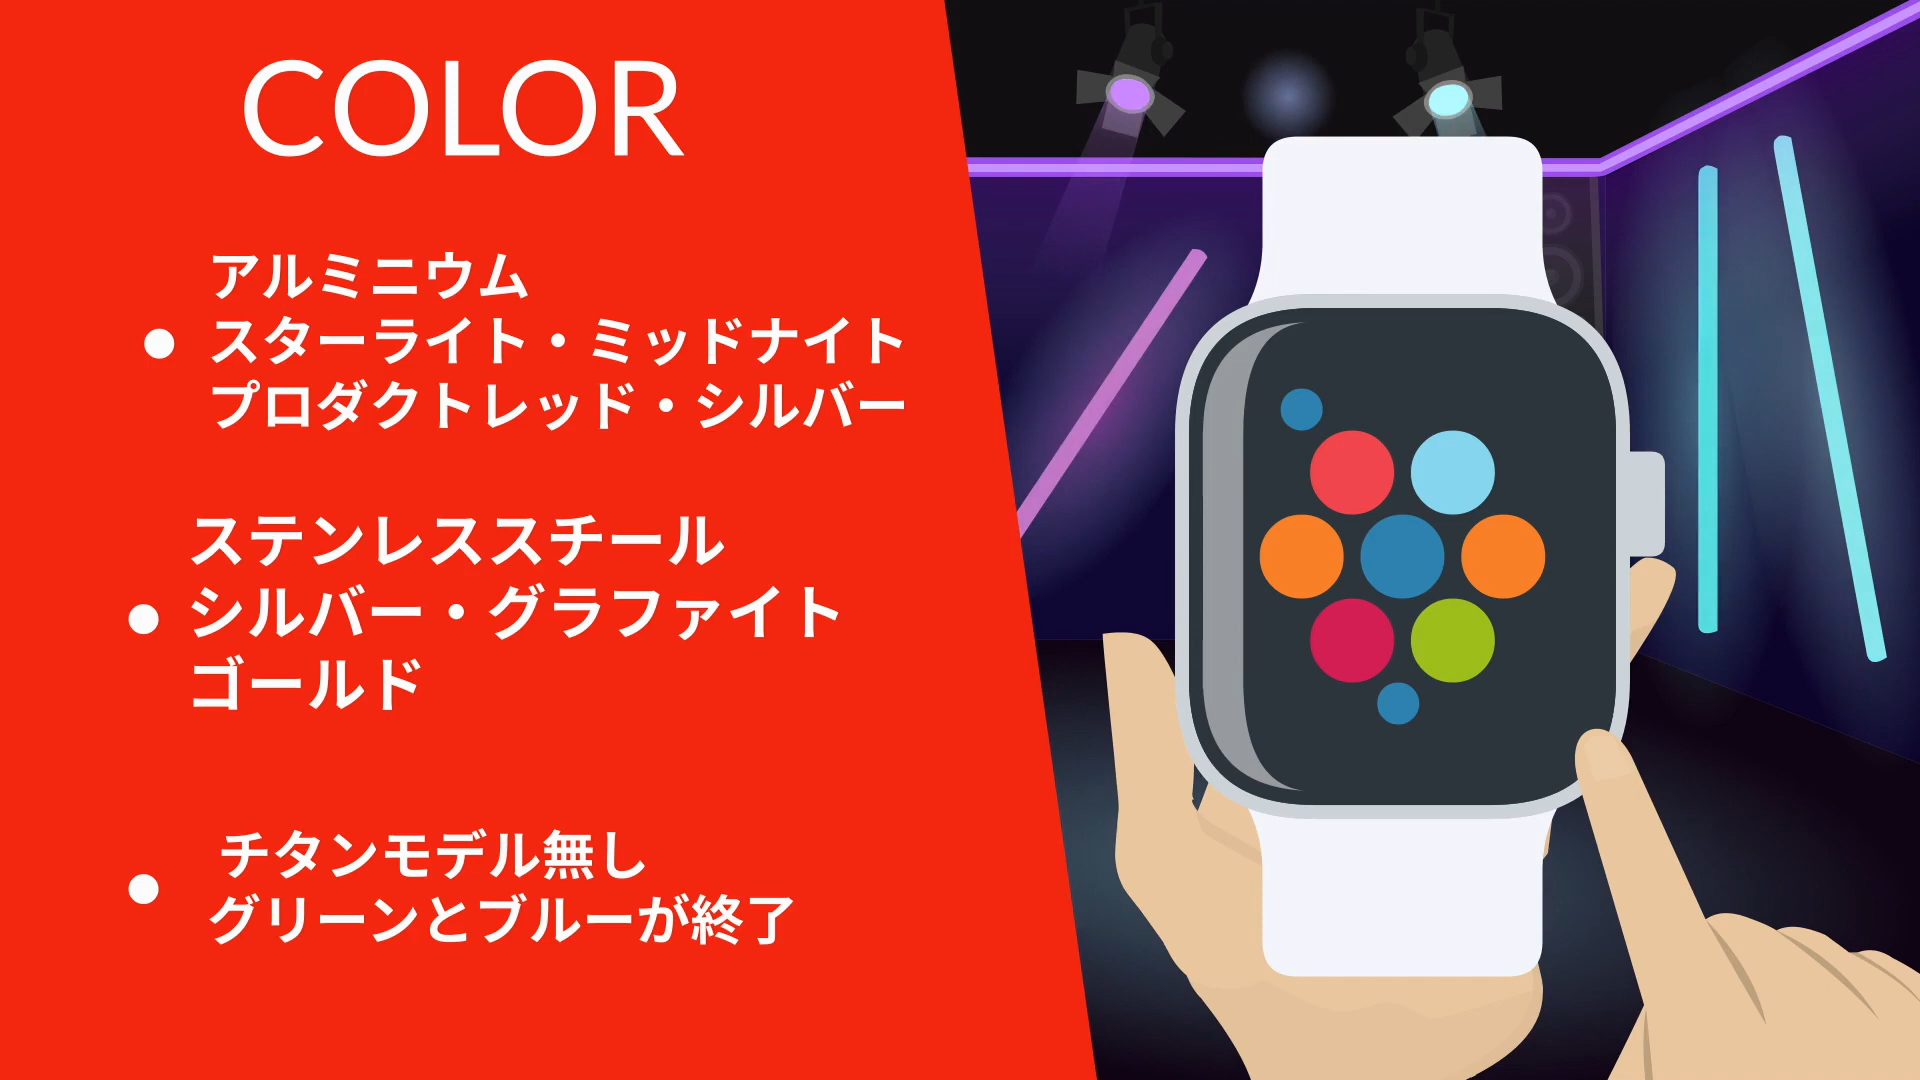 COLOR
アルミニウム
スターライト・ミッドナイト
プロダクトレッド・シルバー
ステンレススチール
シルバー・グラファイト
ゴールド
チタンモデル無し
グリーンとブルーが終了